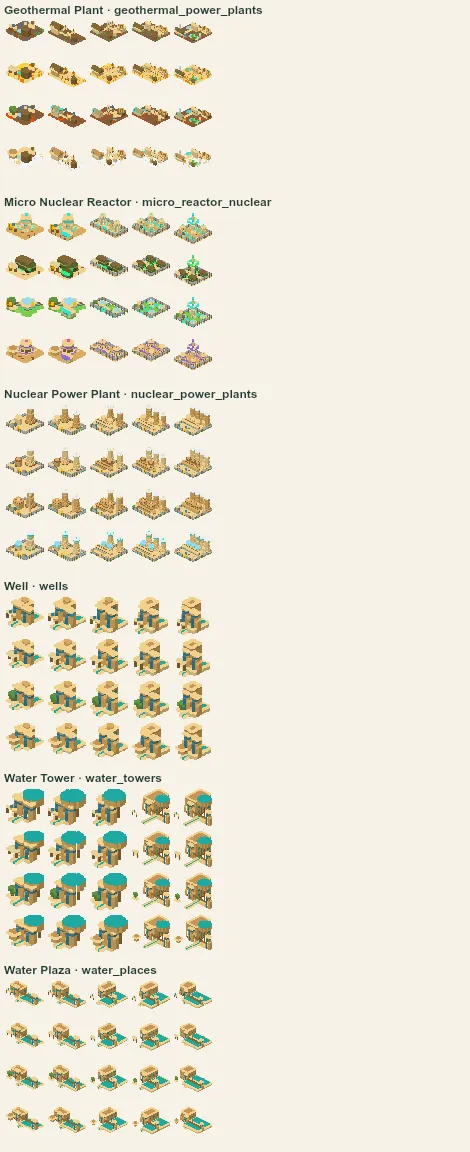 Geothermal Plant · geothermal_power_plants
Micro Nuclear Reactor · micro_reactor_nuclear
Nuclear Power Plant · nuclear_power_plants
Well · wells
Water Tower · water_towers
Water Plaza · water_places